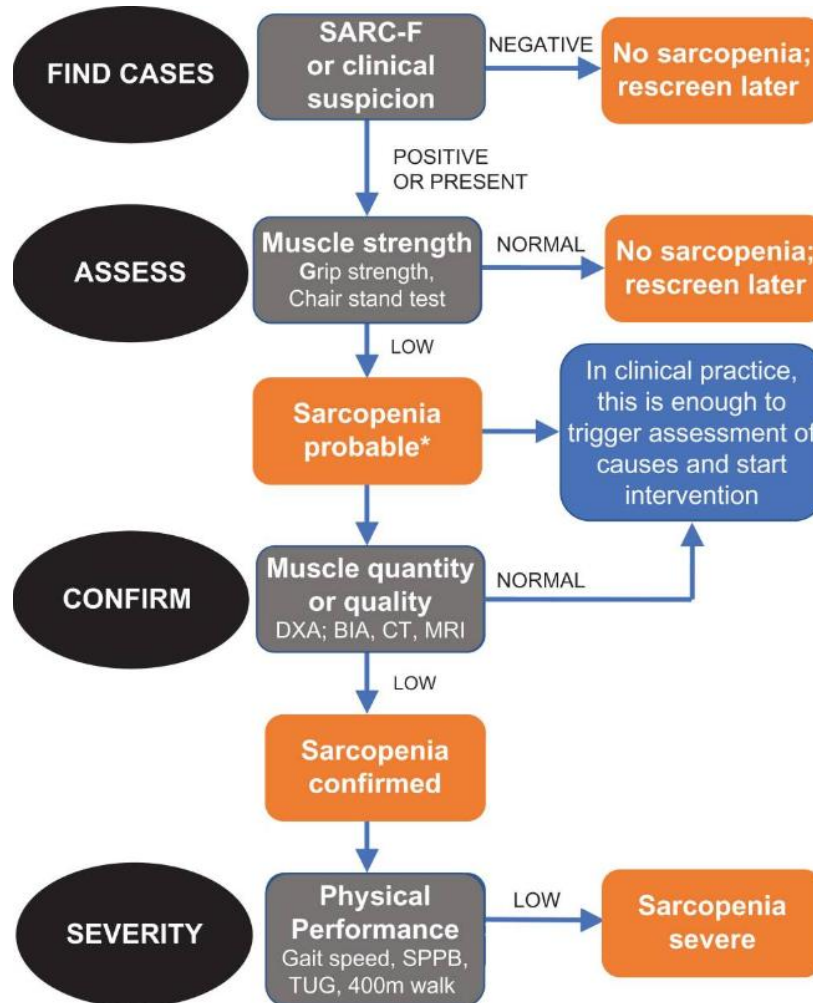 FIND CASES
SARC-F
or clinical
suspicion
NEGATIVE
No sarcopenia;
rescreen later
POSITIVE
OR PRESENT
ASSESS
Muscle strength
Grip strength,
Chair stand test
NORMAL
No sarcopenia;
rescreen later
LOW
Sarcopenia
probable*
In clinical practice,
this is enough to
trigger assessment of
causes and start
intervention
CONFIRM
Muscle quantity
or quality
DXA; BIA, CT, MRI
NORMAL
LOW
Sarcopenia
confirmed
SEVERITY
Physical
Performance
Gait speed, SPPB,
TUG, 400m walk
LOW
Sarcopenia
severe